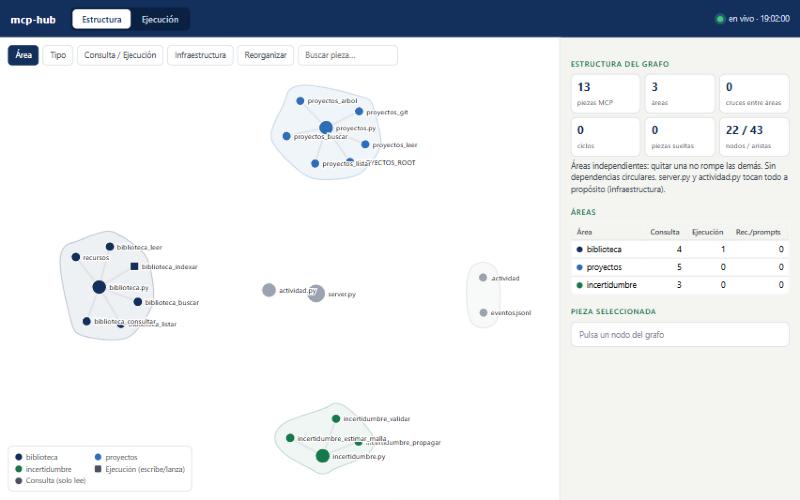 mcp-hub
Estructura
Ejecución
en vivo · 19:02:00
Área
Tipo
Consulta / Ejecución
Infraestructura
Reorganizar
Buscar pieza...
proyectos_arbol
proyectos_git
proyectos.py
proyectos_buscar
proyectos_leer
proyectos_listar
YECTOS_ROOT
biblioteca_leer
recursos
biblioteca_indexar
biblioteca.py
biblioteca_buscar
biblioteca_consultar
_listar
actividad.py
server.py
actividad
eventos.jsonl
incertidumbre_validar
incertidumbre_estimar_malla
dumbre_propagar
incertidumbre.py
biblioteca
proyectos
incertidumbre
Ejecución (escribe/lanza)
Consulta (solo lee)
ESTRUCTURA DEL GRAFO
13
piezas MCP
3
áreas
0
cruces entre áreas
0
ciclos
0
piezas sueltas
22 / 43
nodos / aristas
Áreas independientes: quitar una no rompe las demás. Sin
dependencias circulares. server.py y actividad.py tocan todo a
propósito (infraestructura).
ÁREAS
Área Consulta Ejecución Rec./prompts
biblioteca 4 1 0
proyectos 5 0 0
incertidumbre 3 0 0
PIEZA SELECCIONADA
Pulsa un nodo del grafo